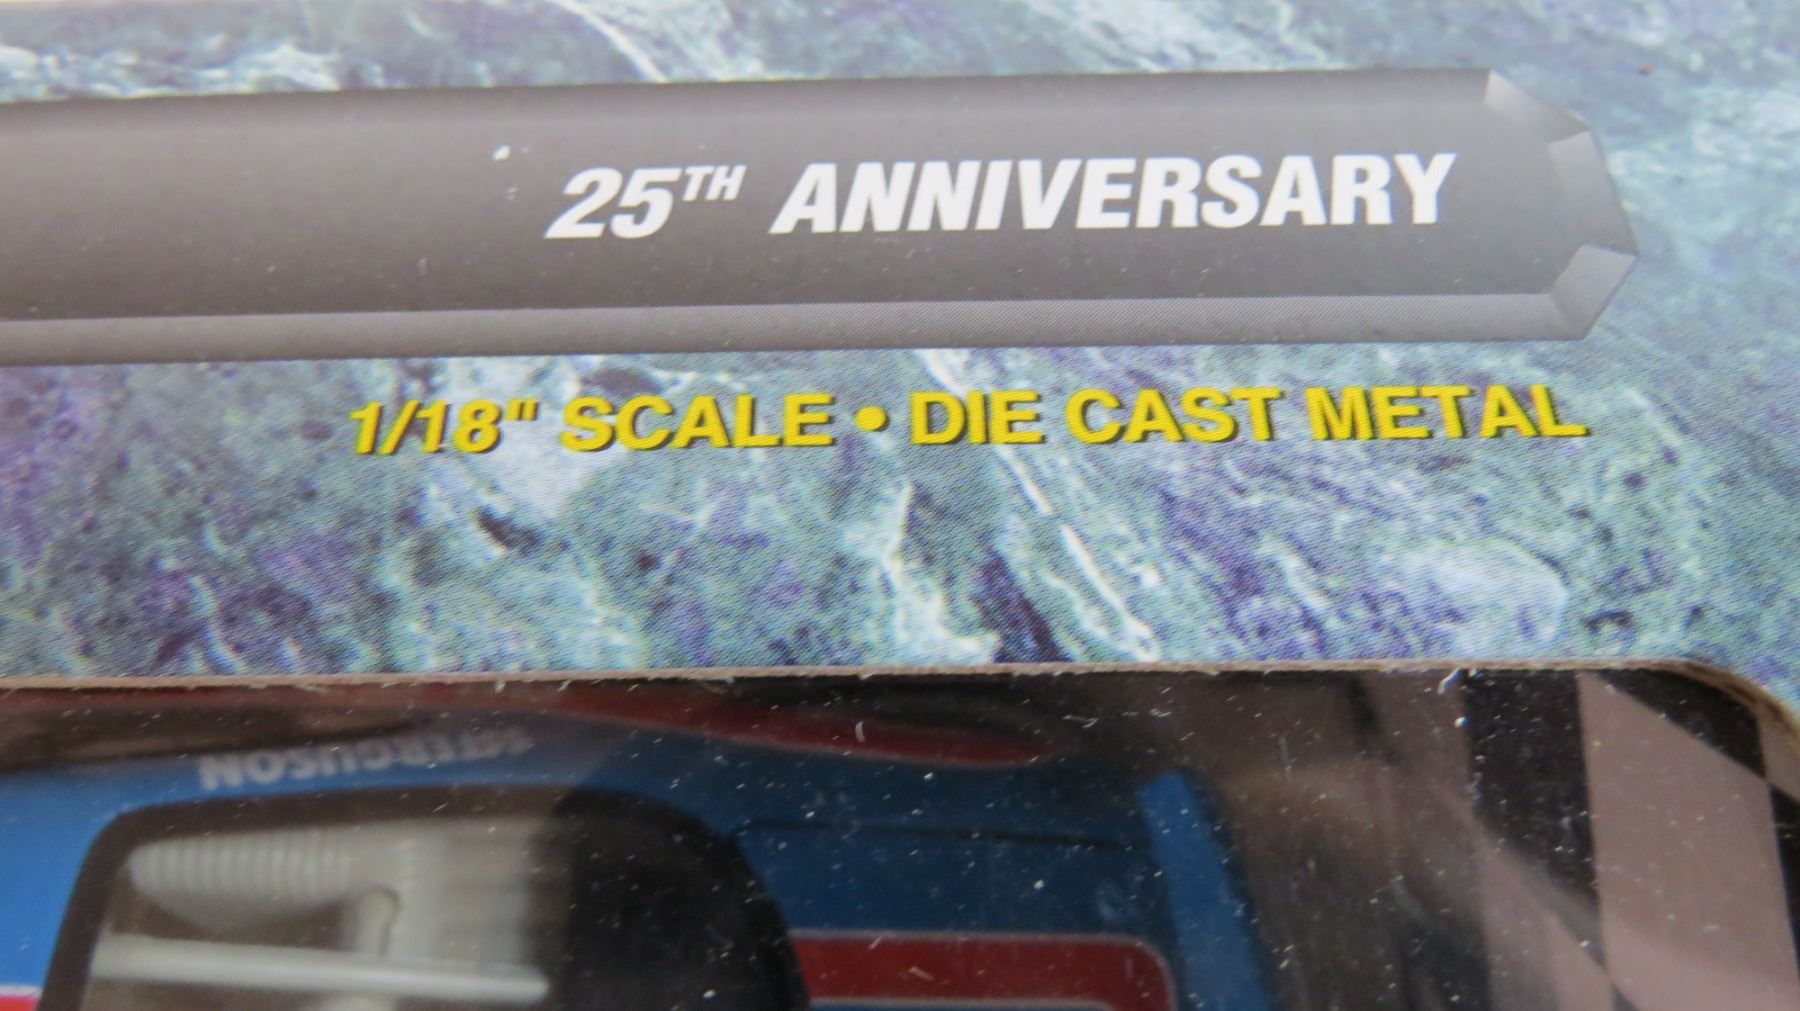 25TH ANNIVERSARY
1/18" SCALE • DIE CAST METAL